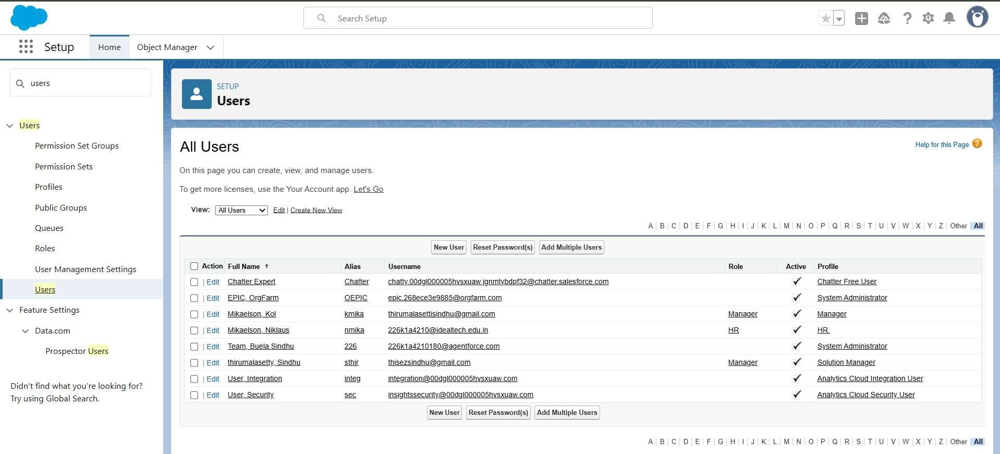 Search Setup
Setup
Home
Object Manager
users
Users
Permission Set Groups
Permission Sets
Profiles
Public Groups
Queues
Roles
User Management Settings
Users
Feature Settings
Data.com
Prospector Users
Didn't find what you're looking for?
Try using Global Search.
SETUP
Users
All Users
Help for this Page ?
On this page you can create, view, and manage users.
To get more licenses, use the Your Account app. Let's Go
View: All Users Edit | Create New View
A | B | C | D | E | F | G | H | I | J | K | L | M | N | O | P | Q | R | S | T | U | V | W | X | Y | Z | Other | All
New User Reset Password(s) Add Multiple Users
Action Full Name ↑ Alias Username Role Active Profile
| Edit Chatter Expert Chatter chatty.00dgl000005hvsxuaw.jgnmtybdpf32@chatter.salesforce.com ✓ Chatter Free User
| Edit EPIC, OrgFarm OEPIC epic.268ece3e9885@orgfarm.com ✓ System Administrator
| Edit Mikaelson, Kol kmika thirumalasettisindhu@gmail.com Manager ✓ Manager
| Edit Mikaelson, Niklaus nmika 226k1a4210@idealtech.edu.in HR ✓ HR.
| Edit Team, Buela Sindhu 226 226k1a4210180@agentforce.com ✓ System Administrator
| Edit thirumalasetty, Sindhu sthir thisezsindhu@gmail.com Manager ✓ Solution Manager
| Edit User, Integration integ integration@00dgl000005hvsxuaw.com ✓ Analytics Cloud Integration User
| Edit User, Security sec insightssecurity@00dgl000005hvsxuaw.com ✓ Analytics Cloud Security User
New User Reset Password(s) Add Multiple Users
A | B | C | D | E | F | G | H | I | J | K | L | M | N | O | P | Q | R | S | T | U | V | W | X | Y | Z | Other | All